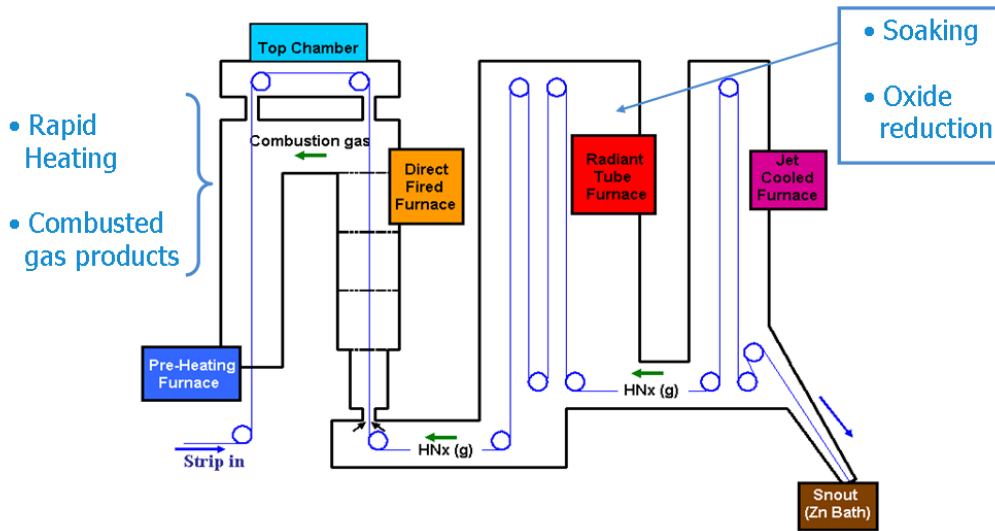 Top Chamber
• Soaking
• Oxide
reduction
• Rapid
Heating
• Combusted
gas products
Combustion gas
Direct
Fired
Furnace
Radiant
Tube
Furnace
Jet
Cooled
Furnace
Pre-Heating
Furnace
HNx (g)
HNx (g)
Strip in
Snout
(Zn Bath)